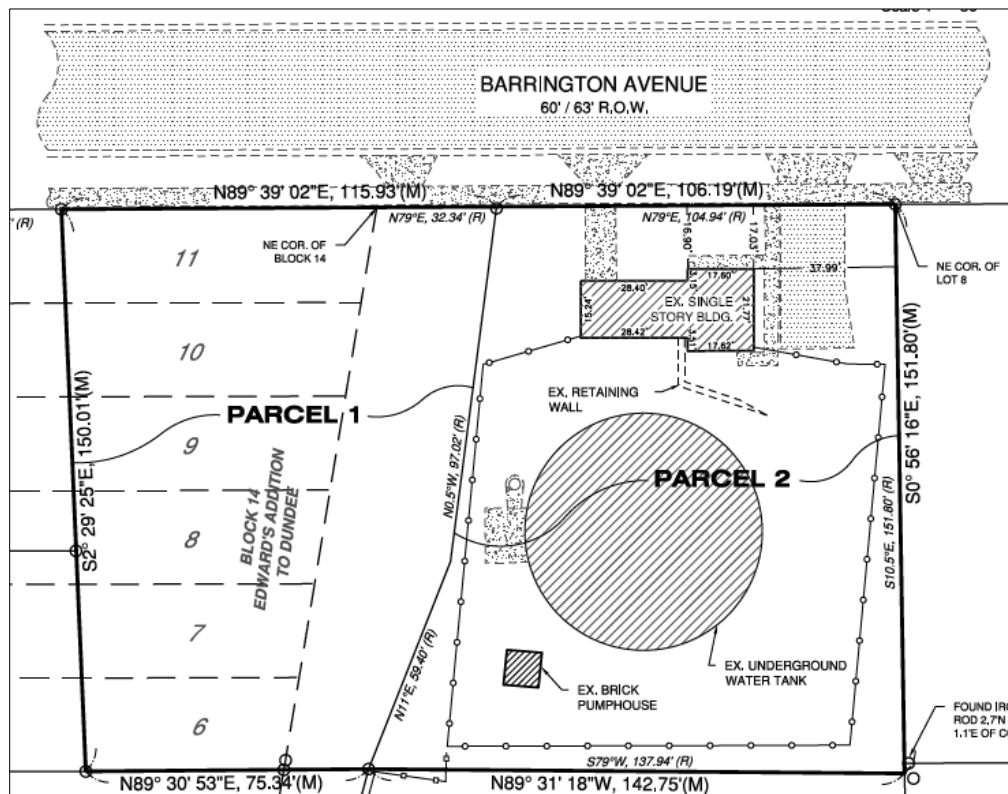 BARRINGTON AVENUE
60' / 63' R.O.W.
N89° 39 02"E, 115.93'(M)
N89° 39 02"E, 106.19'(M)
(R)
N79°E, 32.34' (R)
N79°E, 104.94' (R)
NE COR. OF
BLOCK 14
16.90'
17.03'
NE COR. OF
LOT 8
11
37.99'
17.60'
5.15'
28.40'
EX. SINGLE
STORY BLDG.
15.24'
21.77'
28.42'
17.62'
10
EX. RETAINING
WALL
PARCEL 1
9
PARCEL 2
S2° 29' 25"E, 150.01'(M)
N0.5°W, 97.02' (R)
S0° 56' 16"E, 151.80'(M)
S10.5°E, 151.80' (R)
BLOCK 14
EDWARD'S ADDITION
TO DUNDEE
8
7
N11°E, 59.40' (R)
EX. UNDERGROUND
WATER TANK
EX. BRICK
PUMPHOUSE
6
FOUND
ROD 2.7'N
1.1'E OF
S79°W, 137.94' (R)
N89° 30' 53"E, 75.34'(M)
N89° 31' 18"W, 142.75'(M)